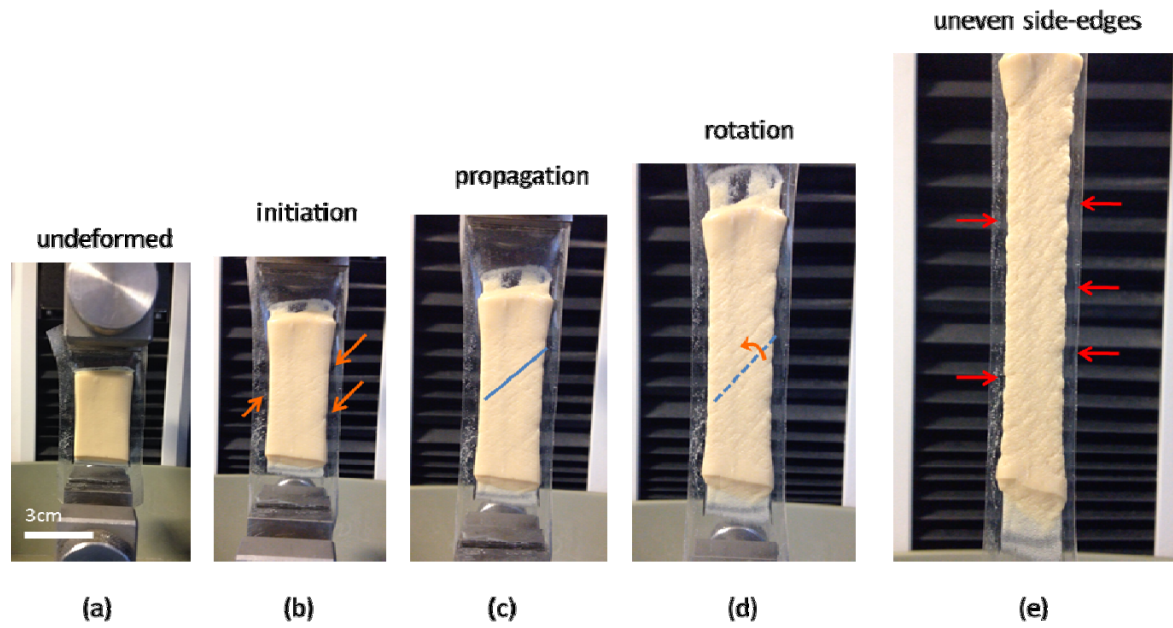 uneven side-edges
rotation
propagation
initiation
undeformed
3cm
(a)
(b)
(c)
(d)
(e)